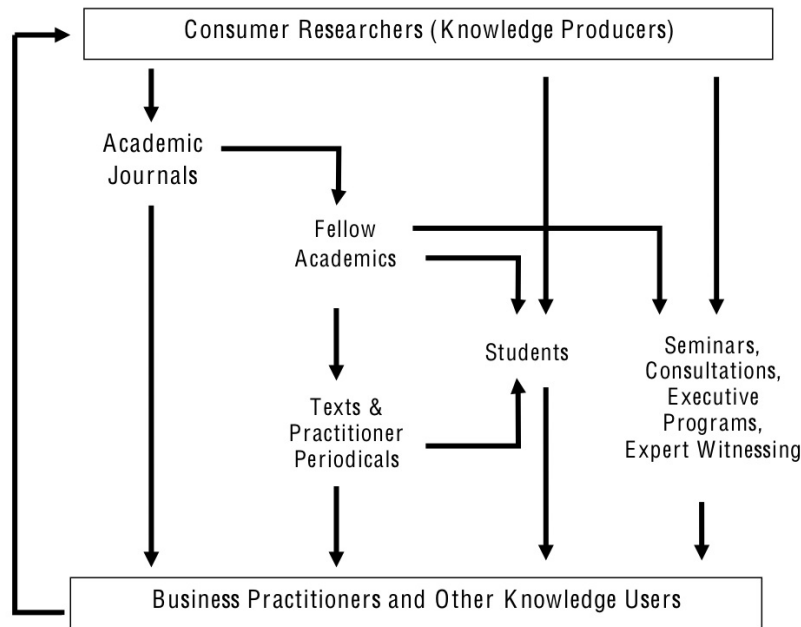 Consumer Researchers (Knowledge Producers)
Academic
Journals
Fellow
Academics
Students
Seminars,
Consultations,
Executive
Programs,
Expert Witnessing
Texts &
Practitioner
Periodicals
Business Practitioners and Other Knowledge Users